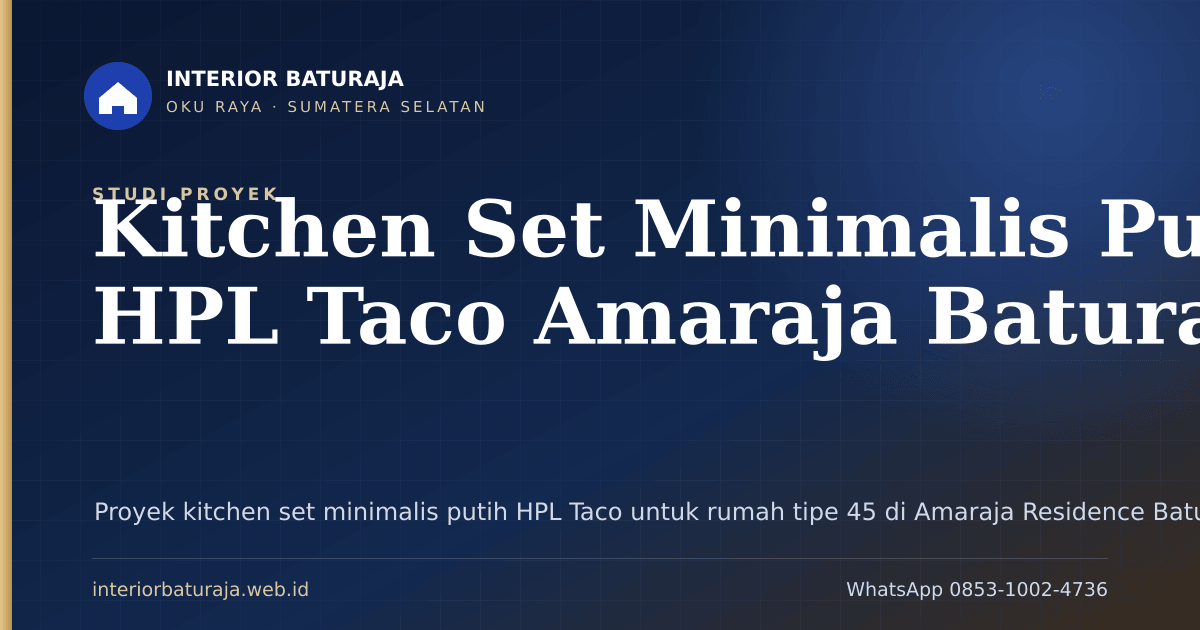 INTERIOR BATURAJA
OKU RAYA · SUMATERA SELATAN
STUDI PROYEK
Kitchen Set Minimalis Pu
HPL Taco Amaraja Batura
Proyek kitchen set minimalis putih HPL Taco untuk rumah tipe 45 di Amaraja Residence Batu
interiorbaturaja.web.id
WhatsApp 0853-1002-4736